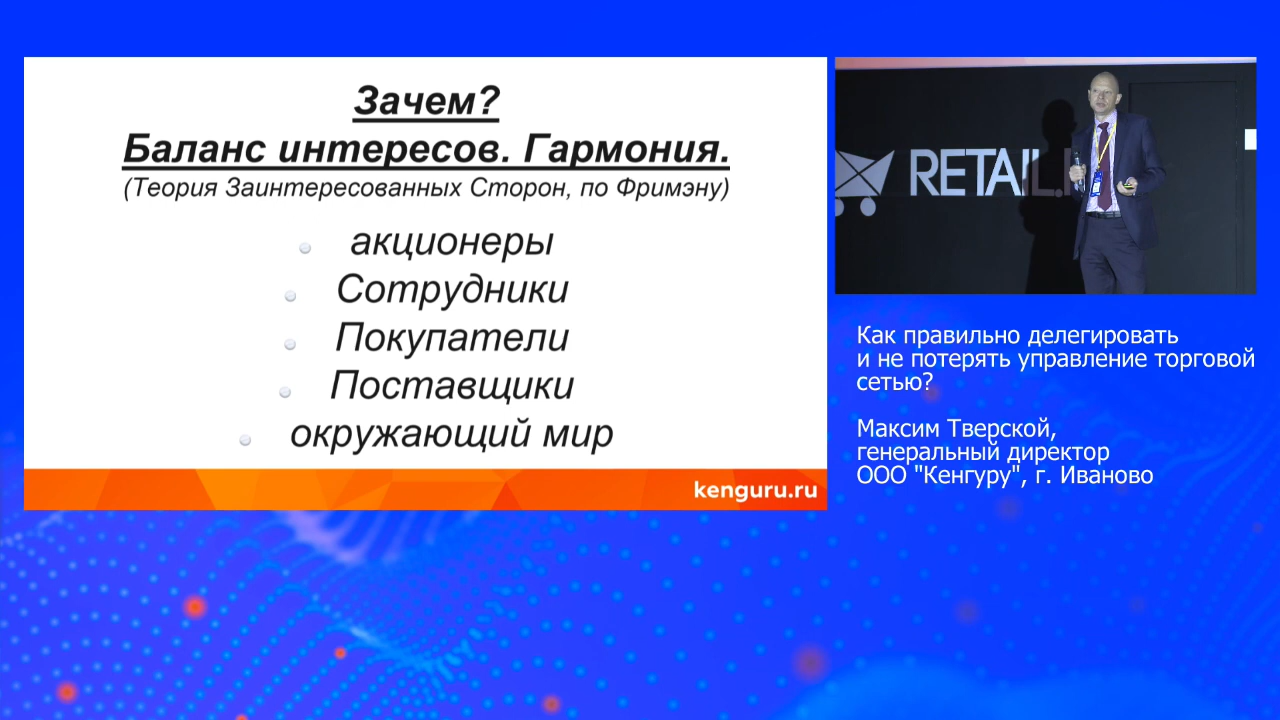 Зачем?
Баланс интересов. Гармония.
(Теория Заинтересованных Сторон, по Фримэну)
акционеры
Сотрудники
Покупатели
Поставщики
окружающий мир
kenguru.ru
RETAIL.
Как правильно делегировать
и не потерять управление торговой
сетью?
Максим Тверской,
генеральный директор
ООО "Кенгуру", г. Иваново